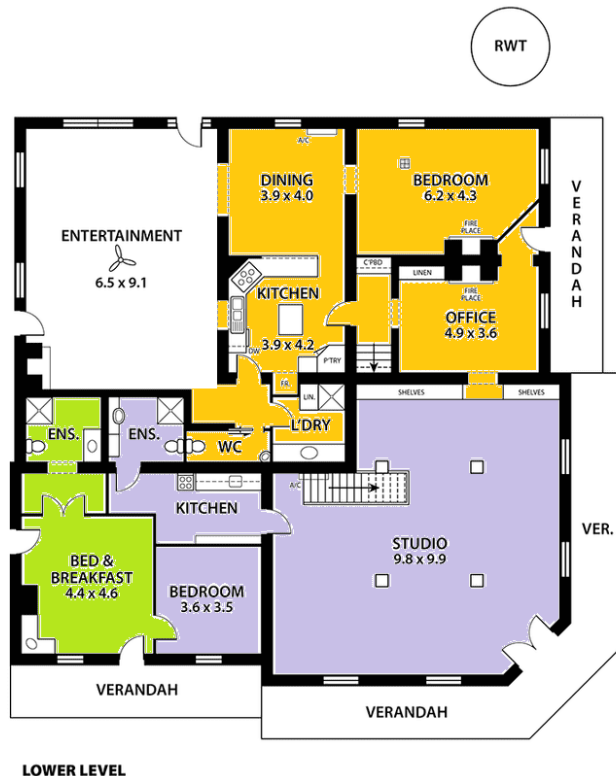 RWT
A/C
DINING
3.9 x 4.0
BEDROOM
6.2 x 4.3
FIRE
PLACE
VERANDAH
ENTERTAINMENT
6.5 x 9.1
C'PBD
LINEN
FIRE
PLACE
KITCHEN
3.9 x 4.2
OFFICE
4.9 x 3.6
DW
P'TRY
FR.
LIN.
SHELVES
SHELVES
ENS.
ENS.
WC
L'DRY
A/C
KITCHEN
STUDIO
9.8 x 9.9
VER.
BED &
BREAKFAST
4.4 x 4.6
BEDROOM
3.6 x 3.5
VERANDAH
VERANDAH
LOWER LEVEL